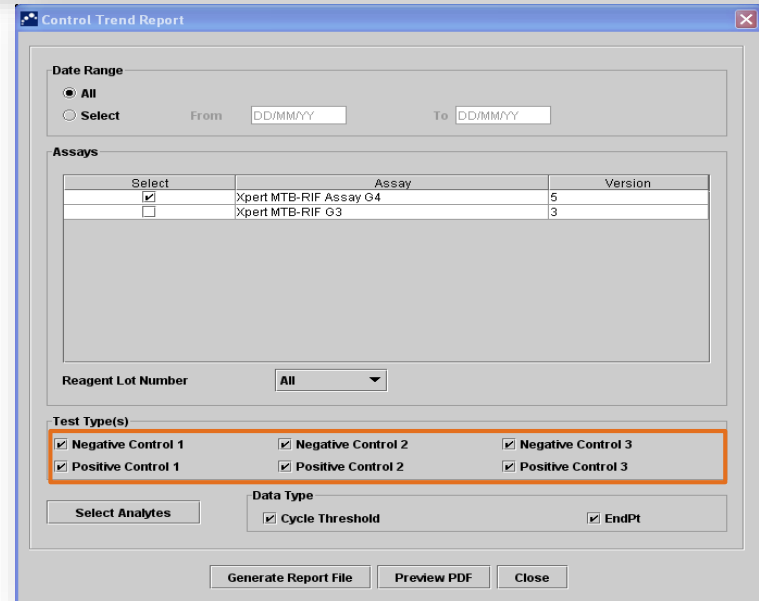 Control Trend Report
Date Range
All
Select From DD/MM/YY To DD/MM/YY
Assays
Select Assay Version
Xpert MTB-RIF Assay G4 5
Xpert MTB-RIF G3 3
Reagent Lot Number All
Test Type(s)
Negative Control 1 Negative Control 2 Negative Control 3
Positive Control 1 Positive Control 2 Positive Control 3
Data Type
Select Analytes Cycle Threshold EndPt
Generate Report File Preview PDF Close